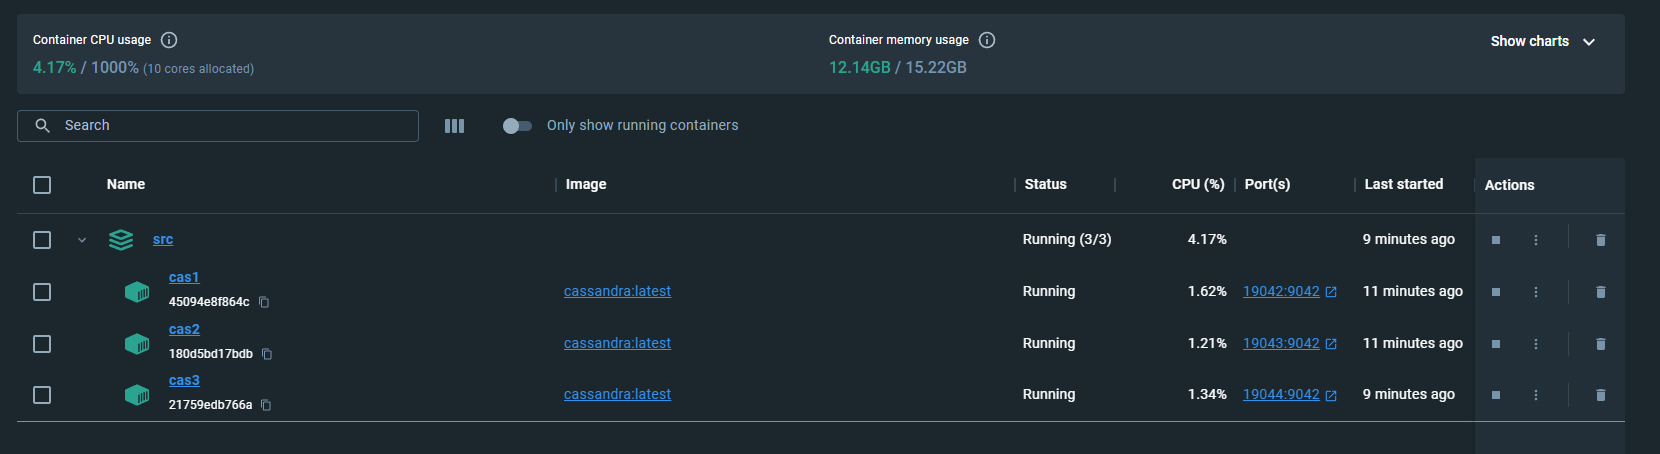 Container CPU usage
4.17% / 1000% (10 cores allocated)
Container memory usage
12.14GB / 15.22GB
Show charts
Search
Only show running containers
Name Image Status CPU (%) Port(s) Last started Actions
src Running (3/3) 4.17% 9 minutes ago
cas1
45094e8f864c cassandra:latest Running 1.62% 19042:9042 11 minutes ago
cas2
180d5bd17bdb cassandra:latest Running 1.21% 19043:9042 11 minutes ago
cas3
21759edb766a cassandra:latest Running 1.34% 19044:9042 9 minutes ago